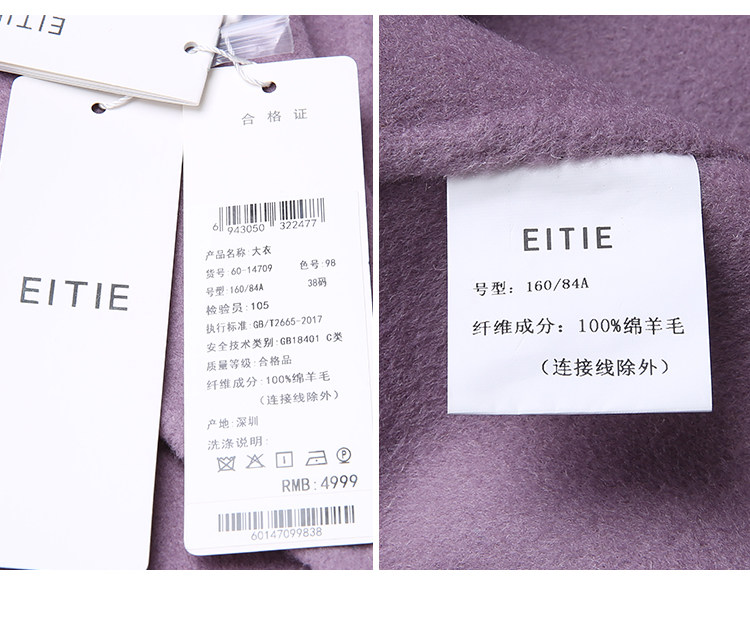 EITIE
EITIE
合格证
6 943050 322477
产品名称:大衣
货号:60-14709 色号:98
号型:160/84A 38码
检验员:105
执行标准:GB/T2665-2017
安全技术类别:GB18401 C类
质量等级:合格品
纤维成分:100%绵羊毛
（连接线除外）
产地:深圳
洗涤说明:
P
RMB:4999
60147099838
EITIE
号型: 160/84A
纤维成分: 100%绵羊毛
（连接线除外）